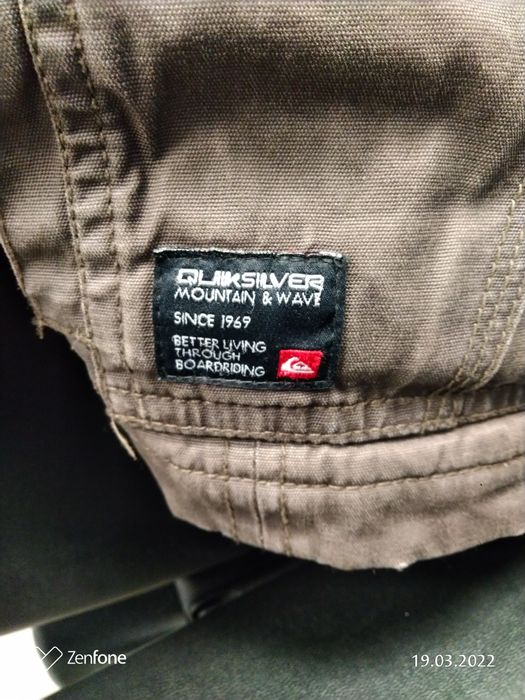 QUIKSILVER
MOUNTAIN & WAVE
SINCE 1969
BETTER LIVING
THROUGH
BOARDRIDING
Zenfone
19.03.2022